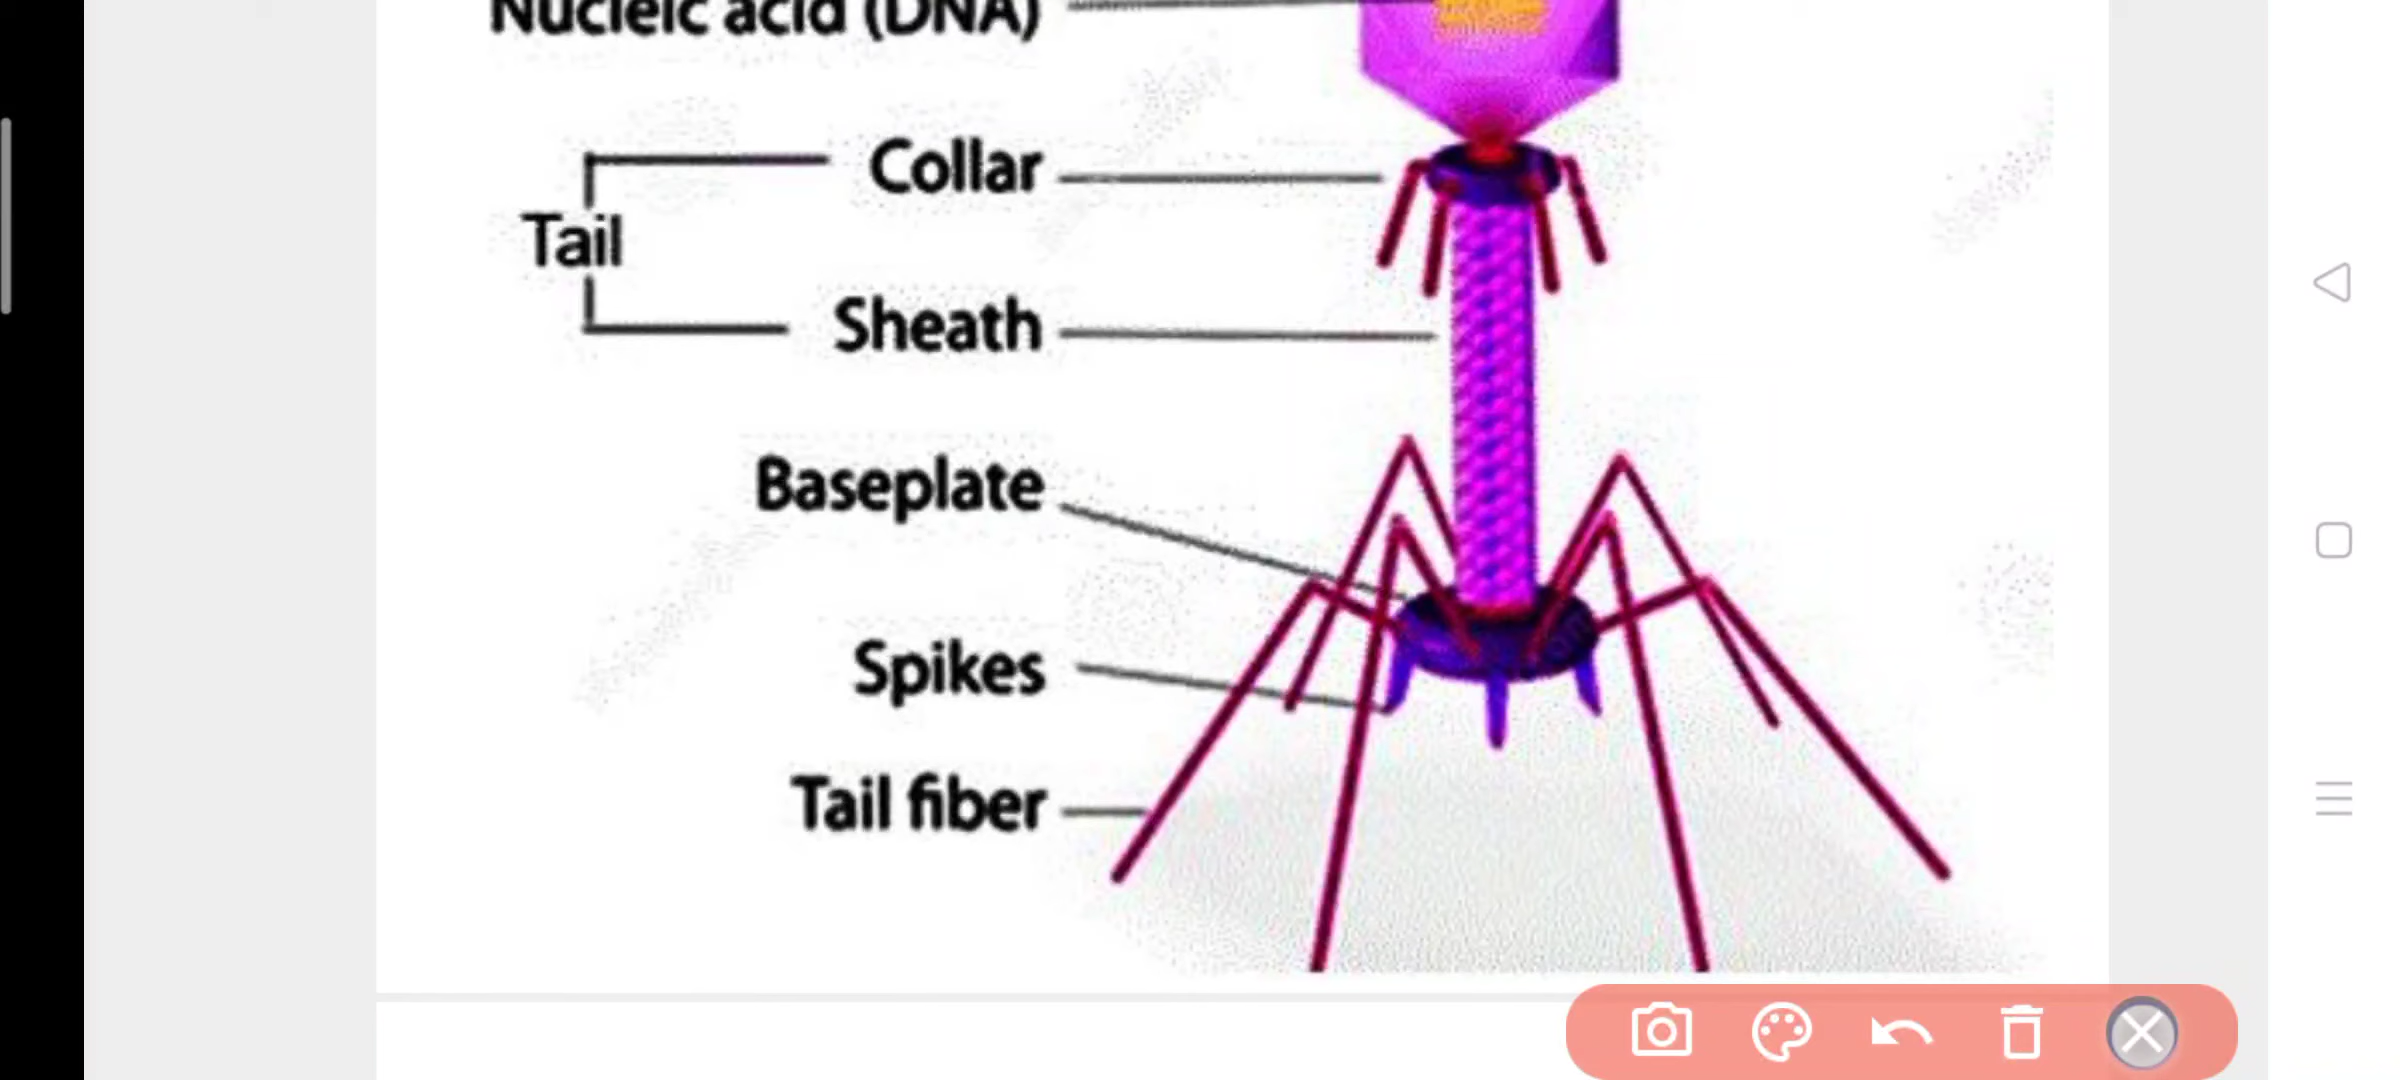 Nucleic acid (DNA)
Collar
Tail
Sheath
Baseplate
Spikes
Tail fiber